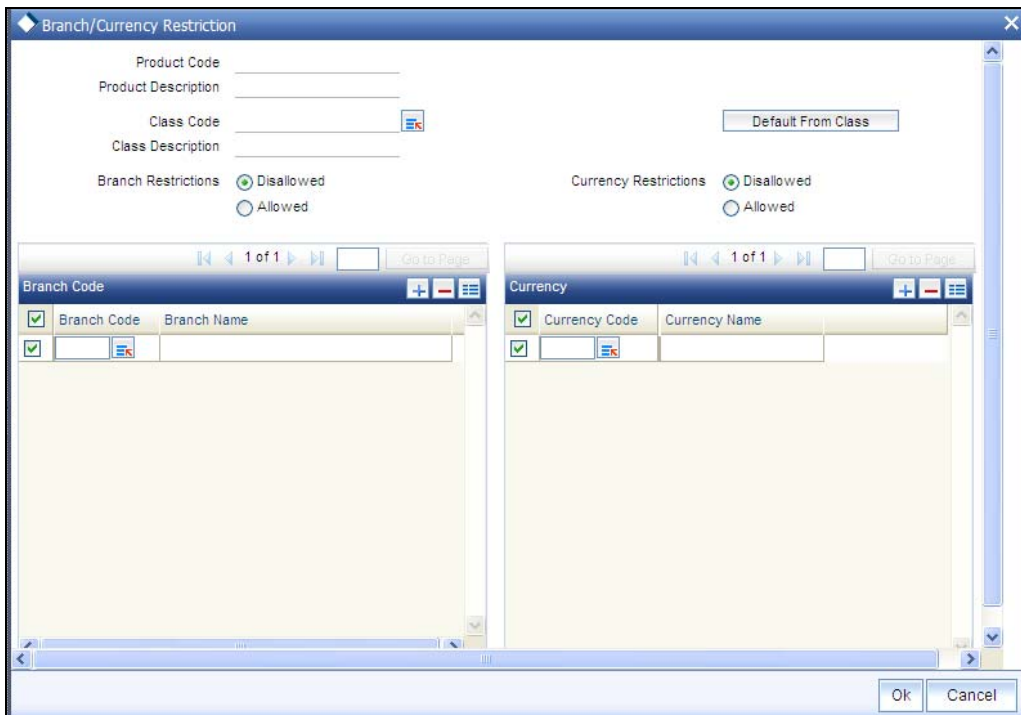 Branch/Currency Restriction
Product Code
Product Description
Class Code
Default From Class
Class Description
Branch Restrictions Disallowed
Allowed
Currency Restrictions Disallowed
Allowed
1 of 1 Go to Page
Branch Code
Branch Code Branch Name
1 of 1 Go to Page
Currency
Currency Code Currency Name
Ok Cancel